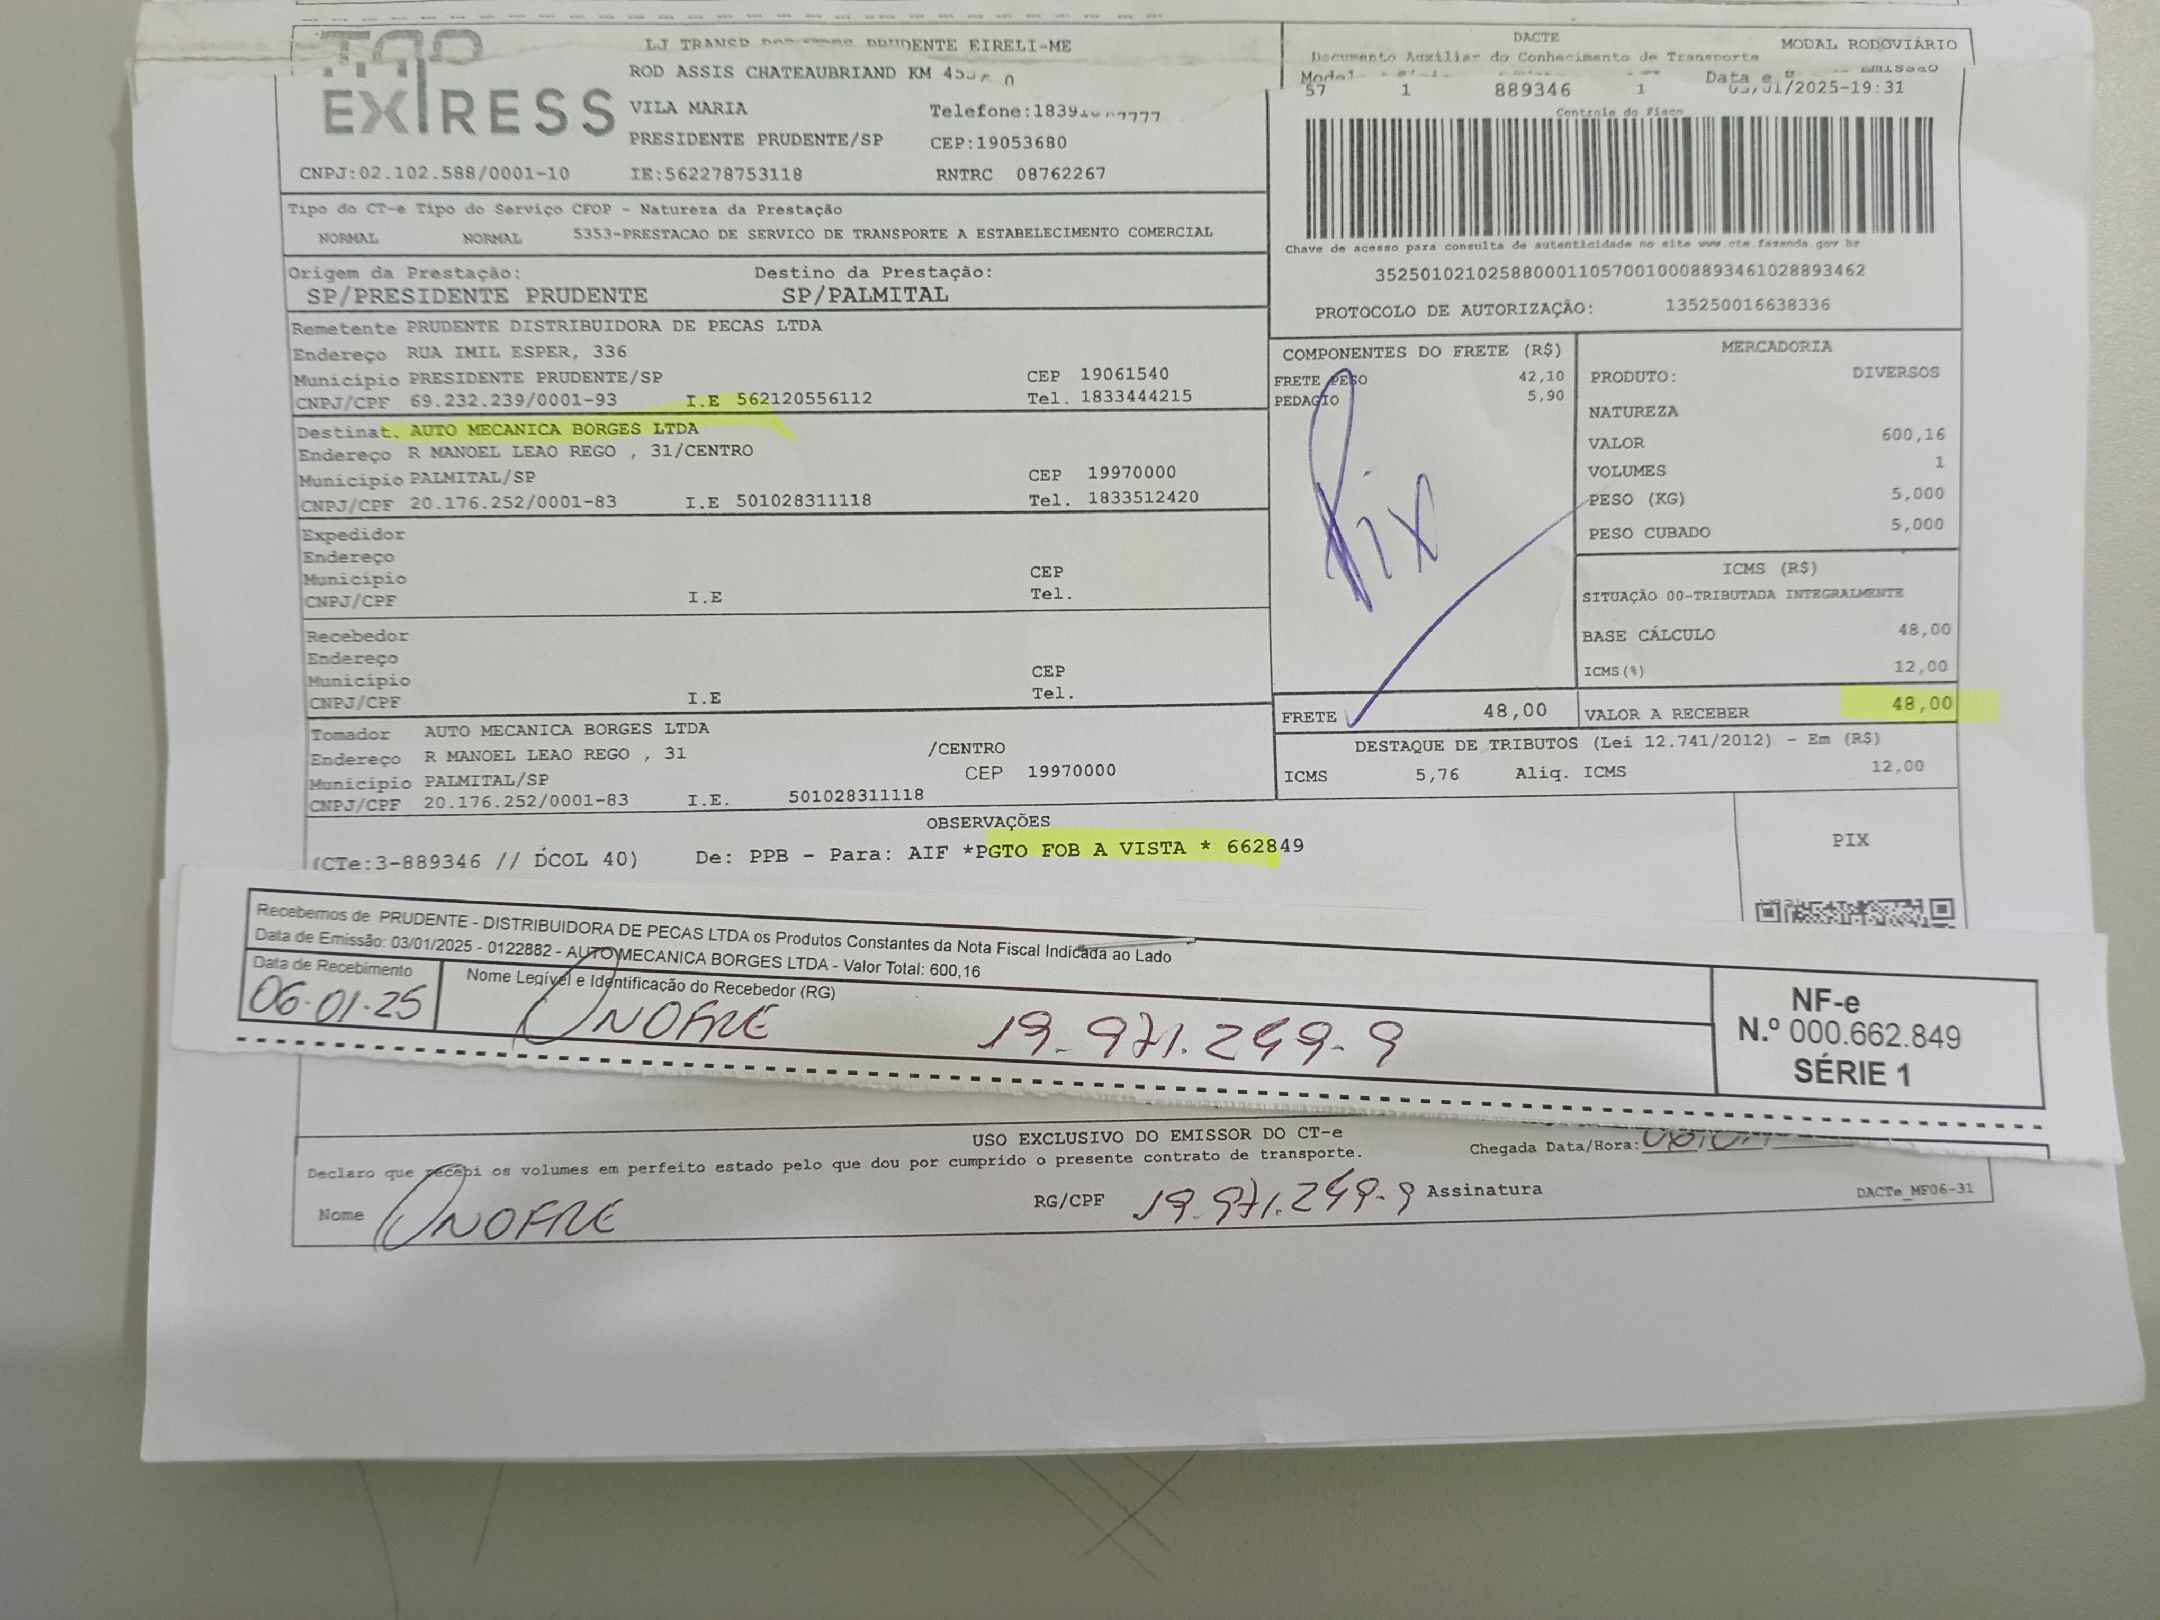 EXPRESS
LJ TRANSP PRUDENTE EIRELI-ME
ROD ASSIS CHATEAUBRIAND KM
VILA MARIA Telefone:
PRESIDENTE PRUDENTE/SP CEP:19053680
CNPJ:02.102.588/0001-10 IE:562278753118 RNTRC 08762267
DACTE
Documento Auxiliar do Conhecimento de Transporte MODAL RODOVIÁRIO
57 1 889346 1 /2025-19:31
Controle do Fisco
Chave de acesso para consulta de autenticidade no site www.cte.fazenda.gov.br
35250102102588000110570010008893461028893462
PROTOCOLO DE AUTORIZAÇÃO: 135250016638336
Tipo do CT-e Tipo do Serviço CFOP - Natureza da Prestação
NORMAL NORMAL 5353-PRESTACAO DE SERVICO DE TRANSPORTE A ESTABELECIMENTO COMERCIAL
Origem da Prestação: Destino da Prestação:
SP/PRESIDENTE PRUDENTE SP/PALMITAL
Remetente PRUDENTE DISTRIBUIDORA DE PECAS LTDA
Endereço RUA IMIL ESPER, 336
Município PRESIDENTE PRUDENTE/SP CEP 19061540
CNPJ/CPF 69.232.239/0001-93 I.E 562120556112 Tel. 1833444215
Destinat. AUTO MECANICA BORGES LTDA
Endereço R MANOEL LEAO REGO , 31/CENTRO
Município PALMITAL/SP CEP 19970000
CNPJ/CPF 20.176.252/0001-83 I.E 501028311118 Tel. 1833512420
Expedidor
Endereço
Município CEP
CNPJ/CPF I.E Tel.
Recebedor
Endereço
Município CEP
CNPJ/CPF I.E Tel.
Tomador AUTO MECANICA BORGES LTDA
Endereço R MANOEL LEAO REGO , 31 /CENTRO
Município PALMITAL/SP CEP 19970000
CNPJ/CPF 20.176.252/0001-83 I.E. 501028311118
COMPONENTES DO FRETE (R$)
FRETE PESO 42,10
PEDAGIO 5,90
Pix
FRETE 48,00
MERCADORIA
PRODUTO: DIVERSOS
NATUREZA
VALOR 600,16
VOLUMES 1
PESO (KG) 5,000
PESO CUBADO 5,000
ICMS (R$)
SITUAÇÃO 00-TRIBUTADA INTEGRALMENTE
BASE CÁLCULO 48,00
ICMS(%) 12,00
VALOR A RECEBER 48,00
DESTAQUE DE TRIBUTOS (Lei 12.741/2012) - Em (R$)
ICMS 5,76 Aliq. ICMS 12,00
OBSERVAÇÕES
(CTe:3-889346 // DCOL 40) De: PPB - Para: AIF *PGTO FOB A VISTA * 662849
PIX
Recebemos de PRUDENTE - DISTRIBUIDORA DE PECAS LTDA os Produtos Constantes da Nota Fiscal Indicada ao Lado
Data de Emissão: 03/01/2025 - 0122882 - AUTO MECANICA BORGES LTDA - Valor Total: 600,16
Data de Recebimento Nome Legível e Identificação do Recebedor (RG)
06-01-25 ONOFRE 19.971.249-9
NF-e
N.º 000.662.849
SÉRIE 1
USO EXCLUSIVO DO EMISSOR DO CT-e
Declaro que recebi os volumes em perfeito estado pelo que dou por cumprido o presente contrato de transporte. Chegada Data/Hora:
Nome ONOFRE RG/CPF 19.971.249-9 Assinatura DACTe_MF06-31